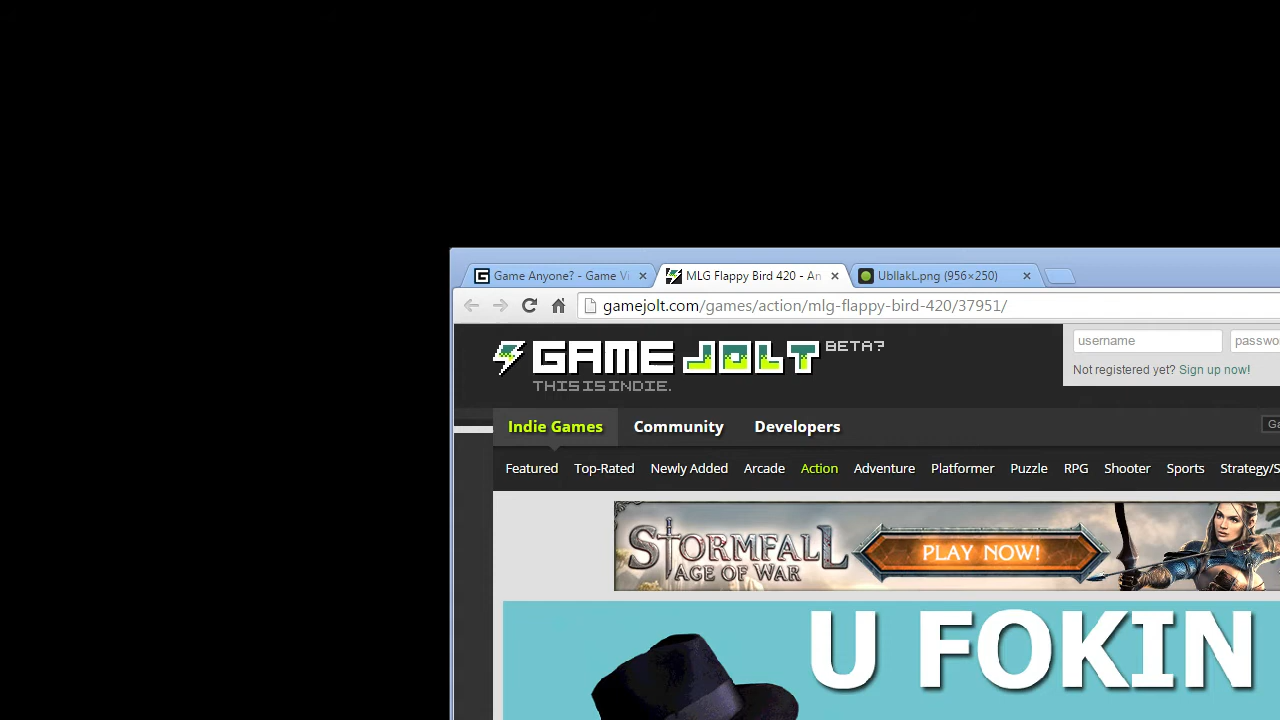 Game Anyone? - Game Vi
MLG Flappy Bird 420 - An
UbIIakL.png (956×250)
gamejolt.com/games/action/mlg-flappy-bird-420/37951/
GAME JOLT BETA?
THIS IS INDIE.
username
passwo
Not registered yet? Sign up now!
Indie Games
Community
Developers
Ga
Featured
Top-Rated
Newly Added
Arcade
Action
Adventure
Platformer
Puzzle
RPG
Shooter
Sports
Strategy/S
STORMFALL
AGE OF WAR
PLAY NOW!
U FOKIN